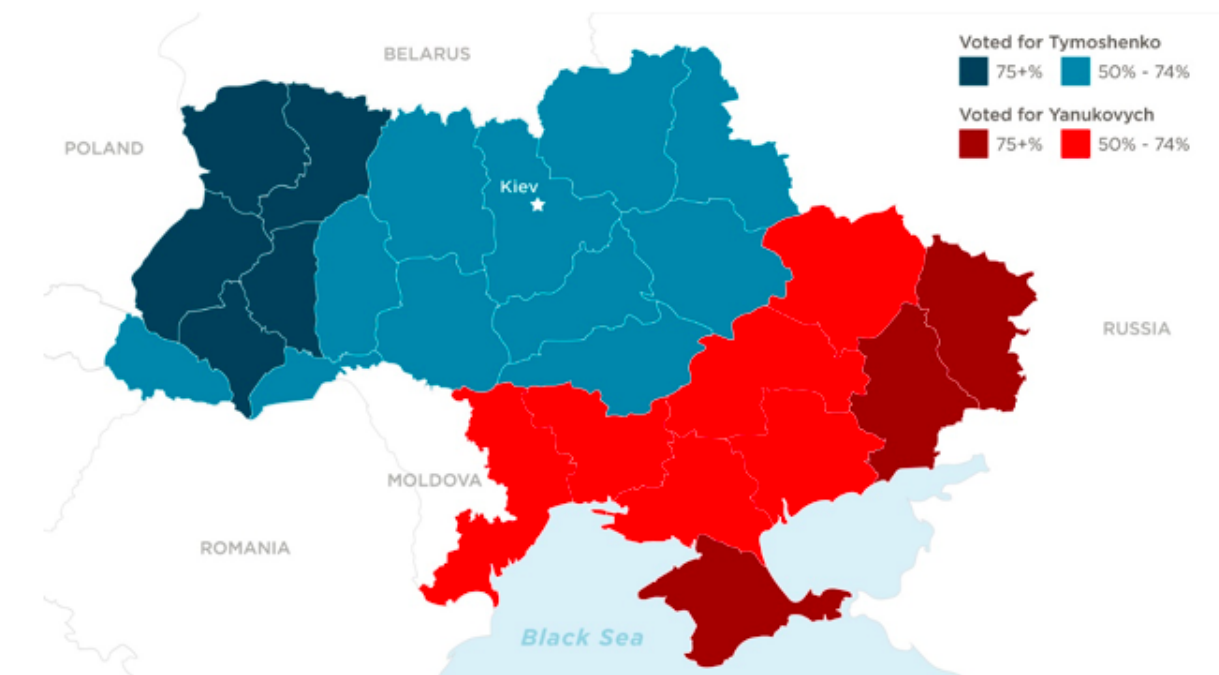 BELARUS
Voted for Tymoshenko
75+% 50% - 74%
Voted for Yanukovych
75+% 50% - 74%
POLAND
Kiev
RUSSIA
MOLDOVA
ROMANIA
Black Sea